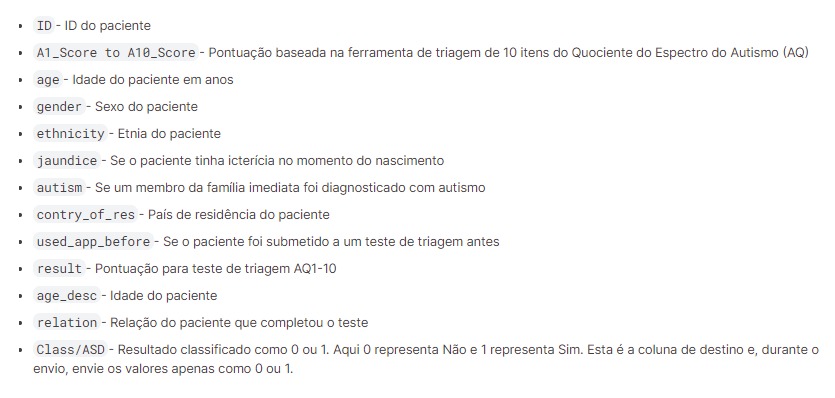 ID - ID do paciente
A1_Score to A10_Score - Pontuação baseada na ferramenta de triagem de 10 itens do Quociente do Espectro do Autismo (AQ)
age - Idade do paciente em anos
gender - Sexo do paciente
ethnicity - Etnia do paciente
jaundice - Se o paciente tinha icterícia no momento do nascimento
autism - Se um membro da família imediata foi diagnosticado com autismo
contry_of_res - País de residência do paciente
used_app_before - Se o paciente foi submetido a um teste de triagem antes
result - Pontuação para teste de triagem AQ1-10
age_desc - Idade do paciente
relation - Relação do paciente que completou o teste
Class/ASD - Resultado classificado como 0 ou 1. Aqui 0 representa Não e 1 representa Sim. Esta é a coluna de destino e, durante o
envio, envie os valores apenas como 0 ou 1.